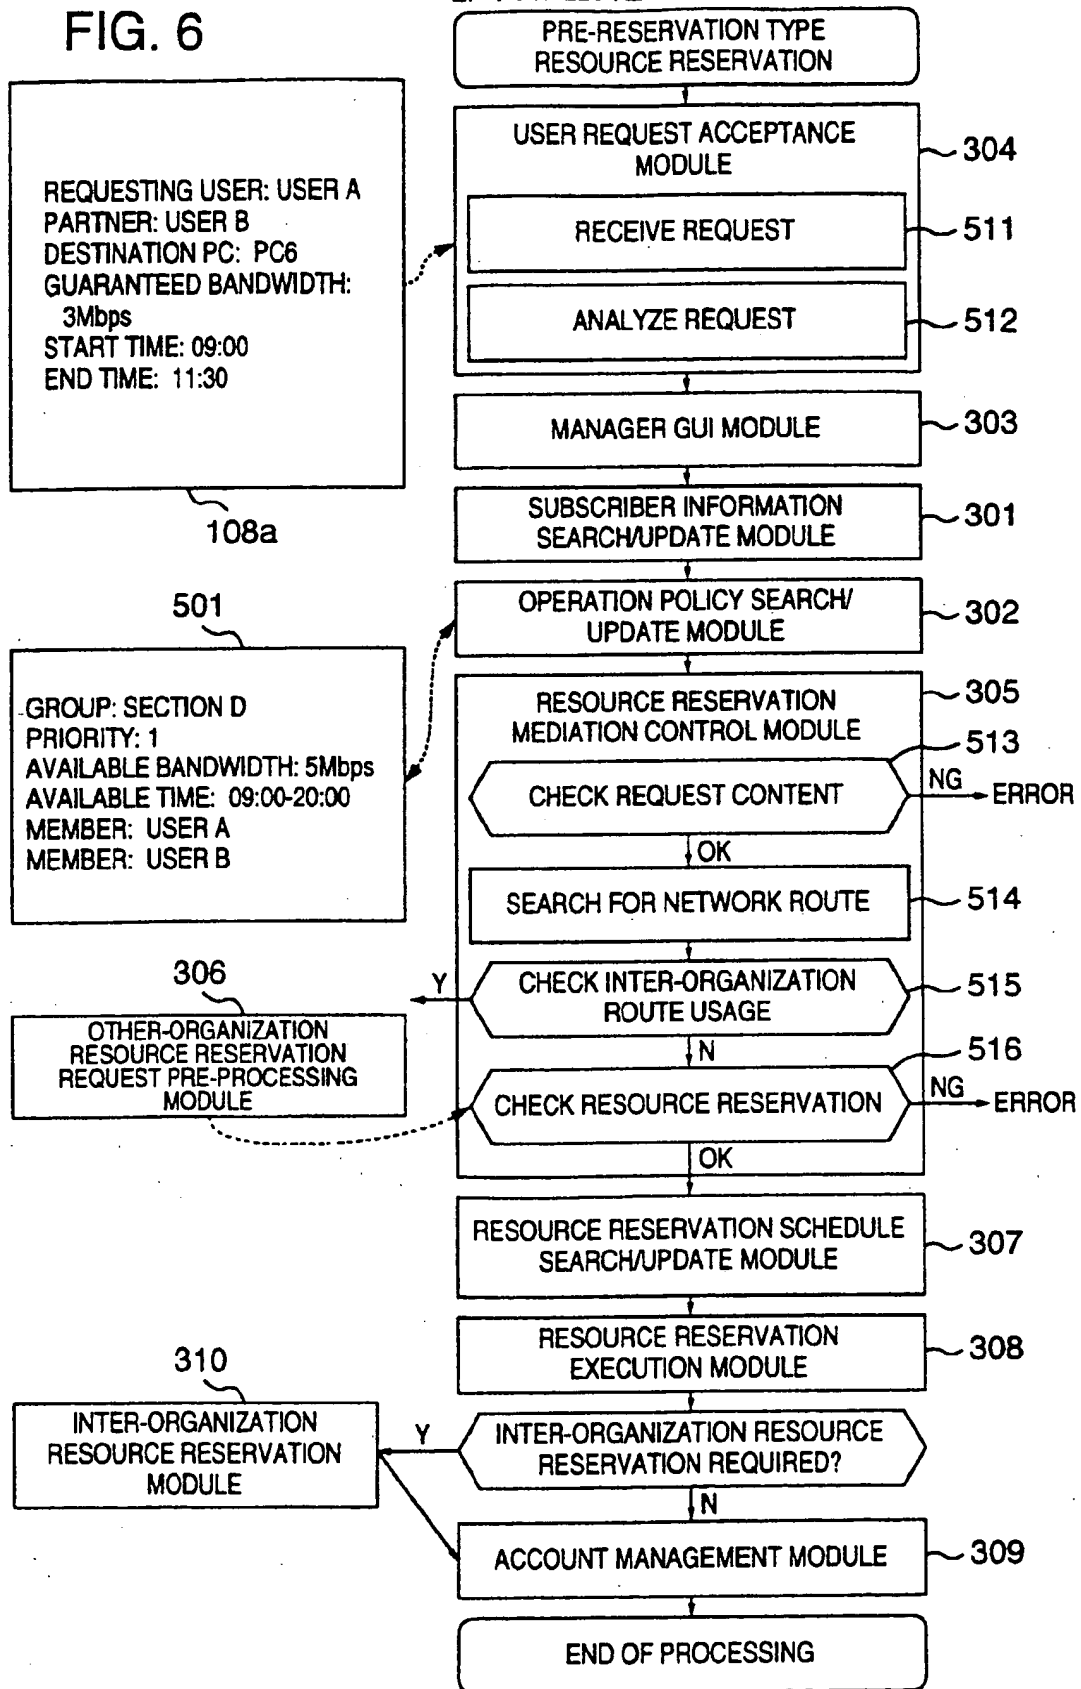 FIG. 6
PRE-RESERVATION TYPE
RESOURCE RESERVATION
USER REQUEST ACCEPTANCE
MODULE
304
RECEIVE REQUEST
511
ANALYZE REQUEST
512
REQUESTING USER: USER A
PARTNER: USER B
DESTINATION PC: PC6
GUARANTEED BANDWIDTH:
3Mbps
START TIME: 09:00
END TIME: 11:30
108a
MANAGER GUI MODULE
303
SUBSCRIBER INFORMATION
SEARCH/UPDATE MODULE
301
OPERATION POLICY SEARCH/
UPDATE MODULE
302
501
GROUP: SECTION D
PRIORITY: 1
AVAILABLE BANDWIDTH: 5Mbps
AVAILABLE TIME: 09:00-20:00
MEMBER: USER A
MEMBER: USER B
RESOURCE RESERVATION
MEDIATION CONTROL MODULE
305
513
CHECK REQUEST CONTENT
NG
ERROR
OK
SEARCH FOR NETWORK ROUTE
514
CHECK INTER-ORGANIZATION
ROUTE USAGE
515
Y
N
306
OTHER-ORGANIZATION
RESOURCE RESERVATION
REQUEST PRE-PROCESSING
MODULE
516
CHECK RESOURCE RESERVATION
NG
ERROR
OK
RESOURCE RESERVATION SCHEDULE
SEARCH/UPDATE MODULE
307
RESOURCE RESERVATION
EXECUTION MODULE
308
310
INTER-ORGANIZATION
RESOURCE RESERVATION
MODULE
Y
INTER-ORGANIZATION RESOURCE
RESERVATION REQUIRED?
N
ACCOUNT MANAGEMENT MODULE
309
END OF PROCESSING